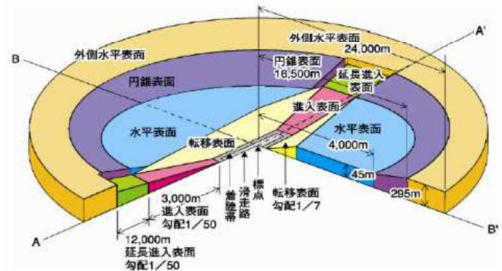 外側水平表面
24,000m
A'
B
円錐表面
16,500m
延長進入
表面
進入表面
水平表面
転移表面
水平表面
4,000m
45m
295m
3,000m
進入表面
勾配1/50
着陸帯
滑走路
標点
転移表面
勾配1/7
A
B'
12,000m
延長進入表面
勾配1/50